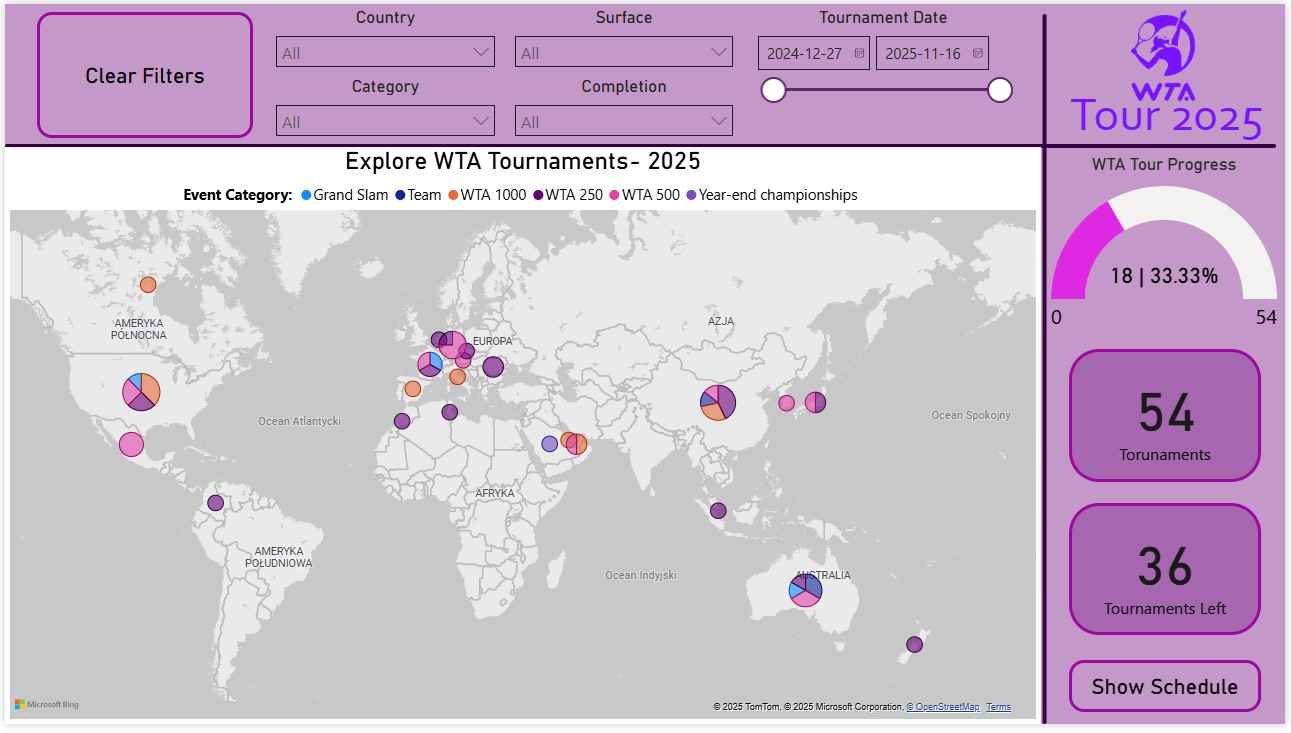 Clear Filters
Country
All
Surface
All
Tournament Date
2024-12-27
2025-11-16
Category
All
Completion
All
WTA
Tour 2025
Explore WTA Tournaments- 2025
Event Category: Grand Slam Team WTA 1000 WTA 250 WTA 500 Year-end championships
AMERYKA
PÓŁNOCNA
EUROPA
AZJA
Ocean Atlantycki
Ocean Spokojny
AFRYKA
AMERYKA
POŁUDNIOWA
Ocean Indyjski
AUSTRALIA
Microsoft Bing
© 2025 TomTom, © 2025 Microsoft Corporation, © OpenStreetMap Terms
WTA Tour Progress
18 | 33.33%
0
54
54
Torunaments
36
Tournaments Left
Show Schedule